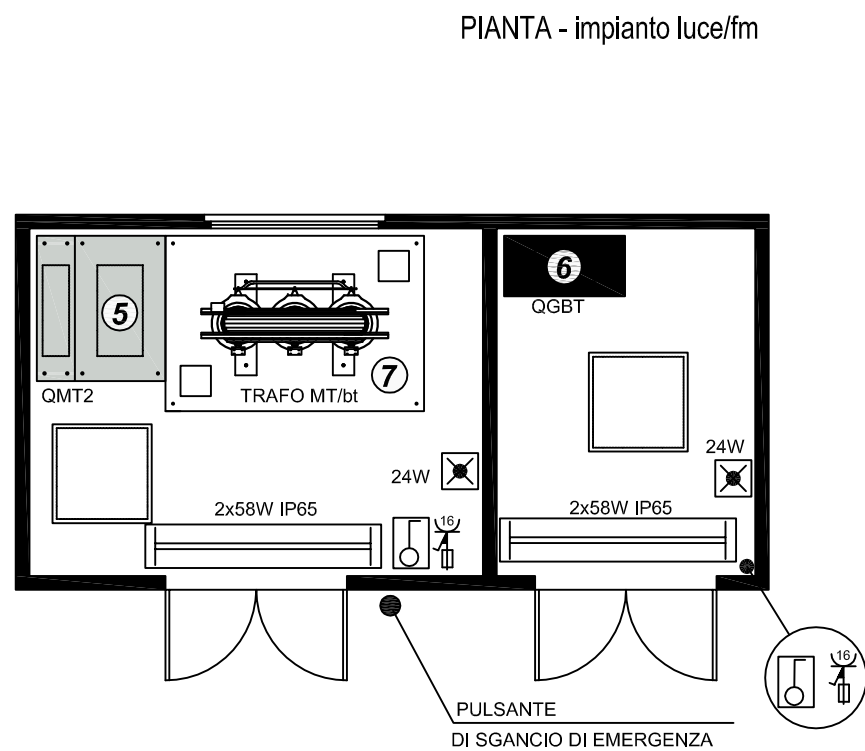 PIANTA - impianto luce/fm
5
6
QGBT
7
QMT2
TRAFO MT/bt
24W
24W
2x58W IP65
2x58W IP65
16
16
PULSANTE
DI SGANCIO DI EMERGENZA